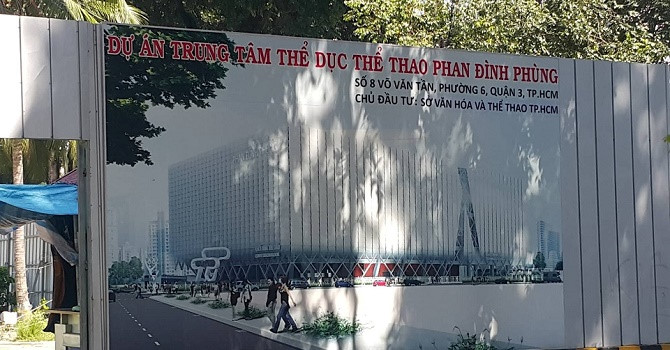 DỰ ÁN TRUNG TÂM THỂ DỤC THỂ THAO PHAN ĐÌNH PHÙNG
SỐ 8 VÕ VĂN TẦN, PHƯỜNG 6, QUẬN 3, TP.HCM
CHỦ ĐẦU TƯ: SỞ VĂN HÓA VÀ THỂ THAO TP.HCM